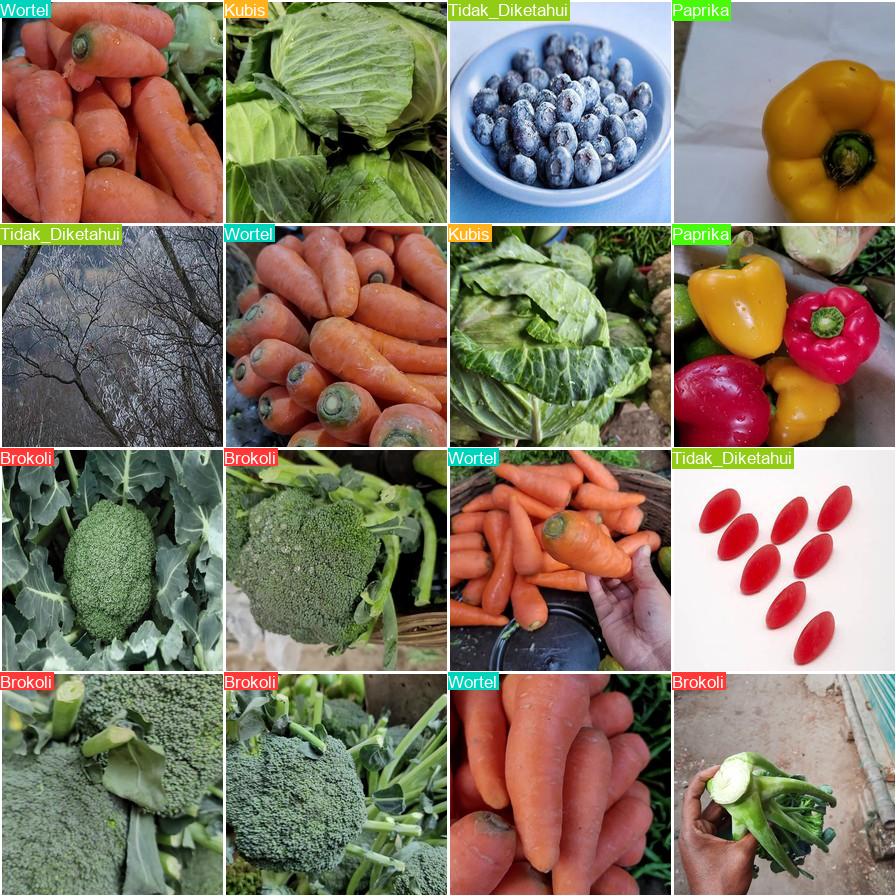 Wortel
Kubis
Tidak_Diketahui
Paprika
Tidak_Diketahui
Wortel
Kubis
Paprika
Brokoli
Brokoli
Wortel
Tidak_Diketahui
Brokoli
Brokoli
Wortel
Brokoli